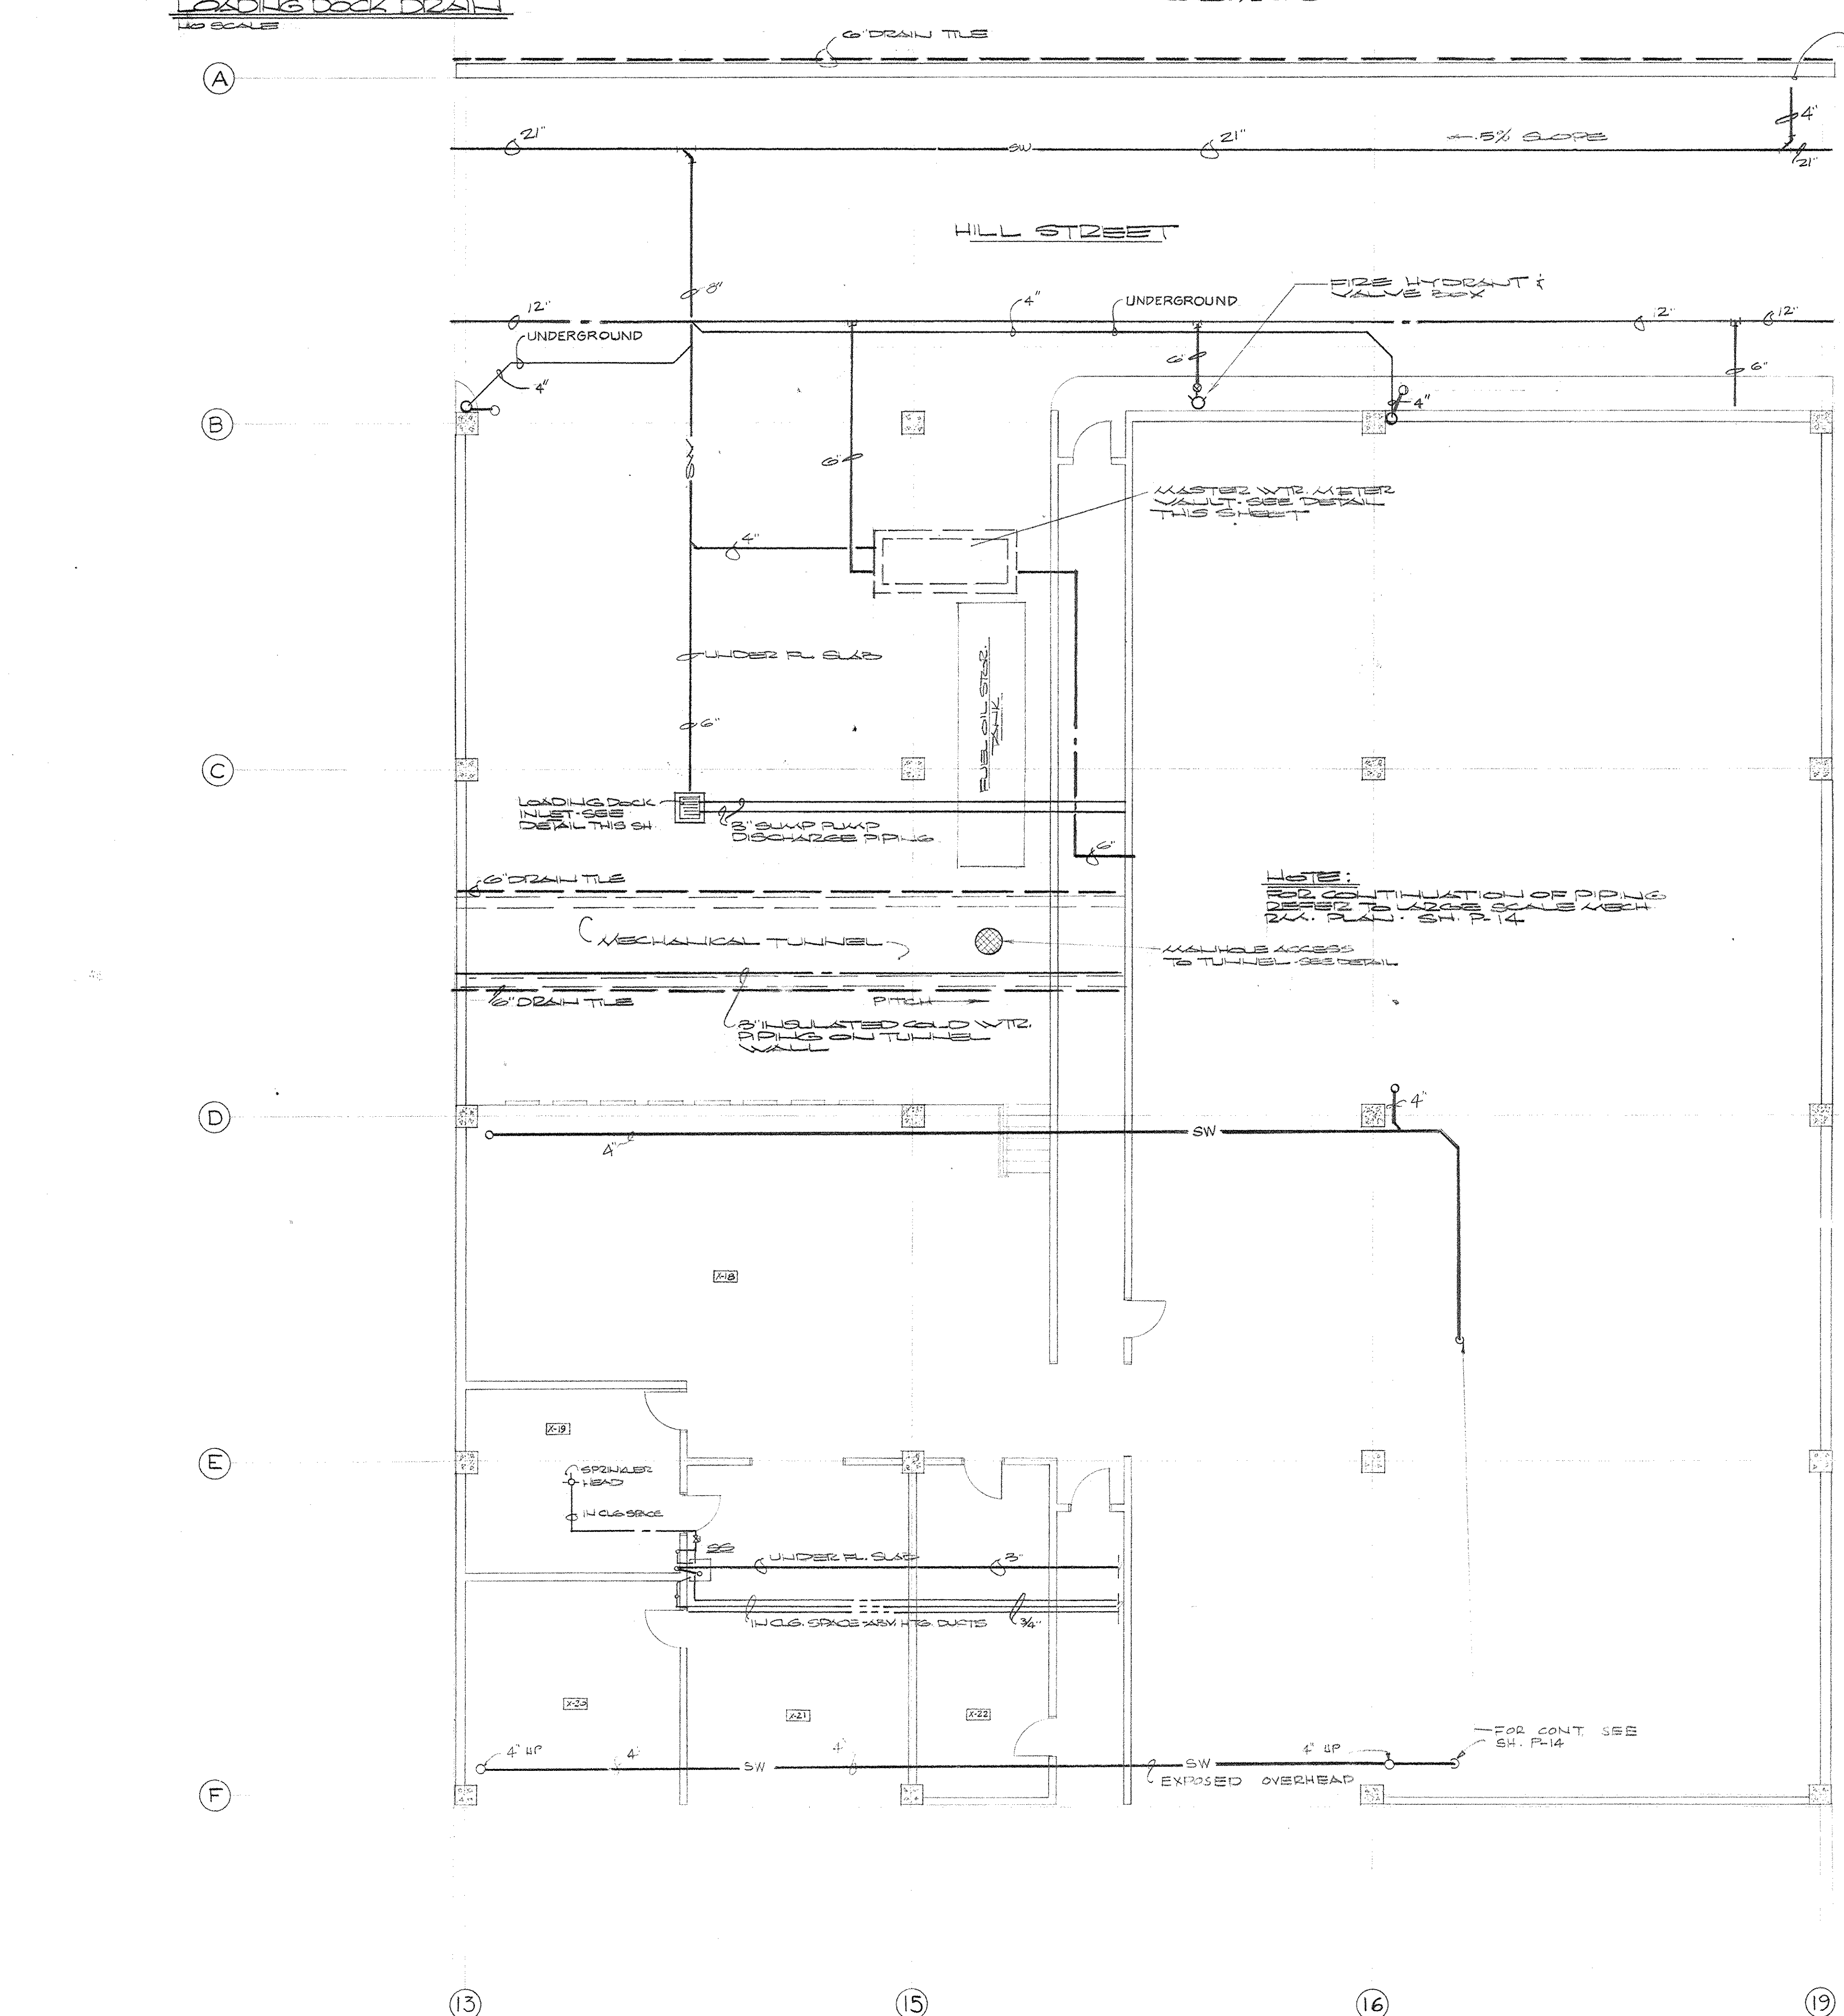 LOADING DOCK DRAIN
NO SCALE
6" DRAIN TILE
A
4"
21"
SW
21"
.5% SLOPE
21"
HILL STREET
8"
FIRE HYDRANT &
VALVE BOX
12"
4"
UNDERGROUND
12"
12"
UNDERGROUND
6"
6"
4"
4"
B
SW
6"
MASTER WTR. METER
VAULT-SEE DETAIL
THIS SHEET
4"
UNDER FL. SLAB
FUEL OIL STOR.
TANK
6"
C
LOADING DOCK
INLET-SEE
DETAIL THIS SH.
3" SUMP PUMP
DISCHARGE PIPING
6"
6" DRAIN TILE
NOTE:
FOR CONTINUATION OF PIPING
REFER TO LARGE SCALE MECH
RM. PLAN - SH. P-14
MECHANICAL TUNNEL
MANHOLE ACCESS
TO TUNNEL-SEE DETAIL
6" DRAIN TILE
PITCH
3" INSULATED COLD WTR.
PIPING ON TUNNEL
WALL
D
4"
4"
SW
X-18
X-19
E
SPRINKLER
HEAD
IN CLG SPACE
SS
UNDER FL. SLAB
3"
IN CLG. SPACE-ABV. HTG. DUCTS
3/4"
X-20
X-21
X-22
4" UP
4"
SW
4"
SW
4" UP
FOR CONT. SEE
SH. P-14
EXPOSED OVERHEAD
F
13
15
16
19